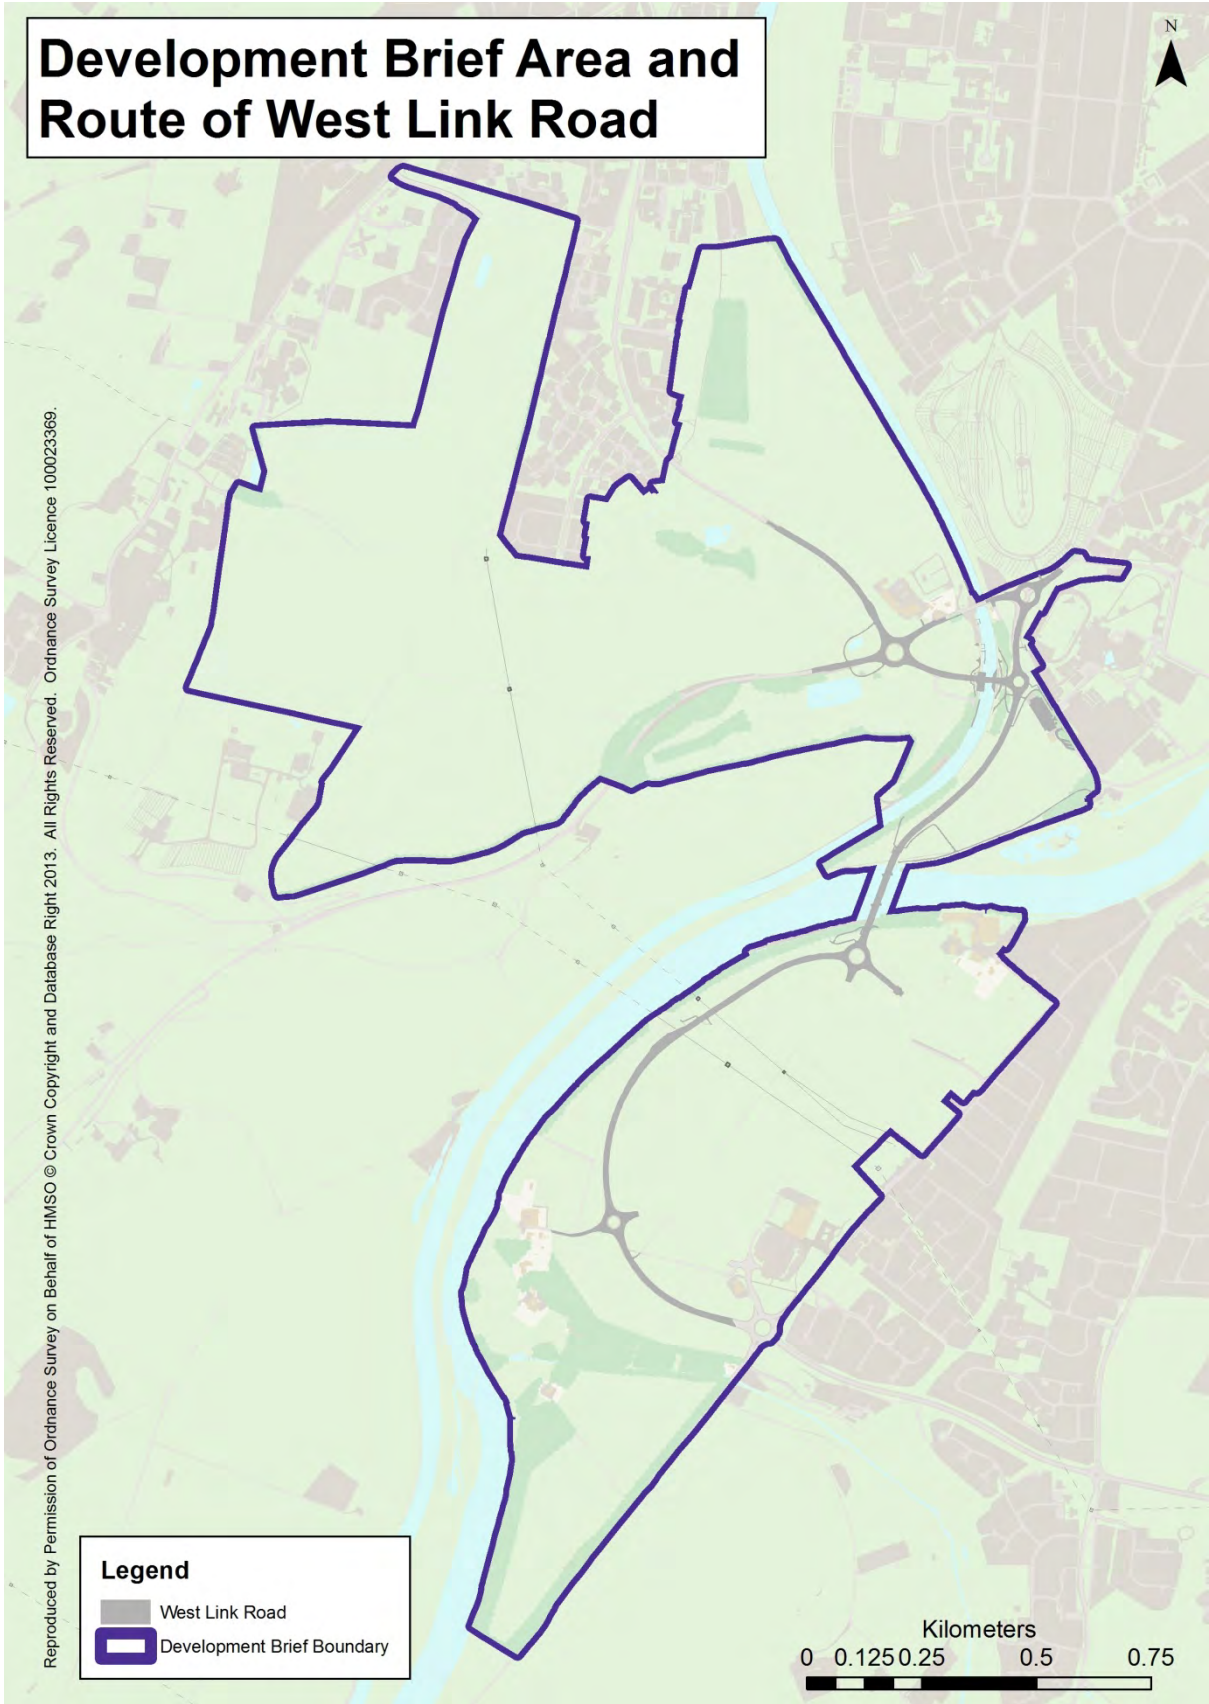 Development Brief Area and
Route of West Link Road
N
Reproduced by Permission of Ordnance Survey on Behalf of HMSO © Crown Copyright and Database Right 2013. All Rights Reserved. Ordnance Survey Licence 100023369.
Legend
West Link Road
Development Brief Boundary
Kilometers
0 0.125 0.25 0.5 0.75